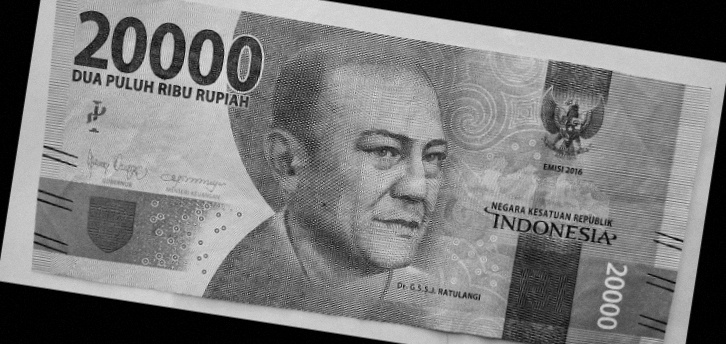 20000
DUA PULUH RIBU RUPIAH
GUBERNUR
MENTERI KEUANGAN
EMISI 2016
NEGARA KESATUAN REPUBLIK
INDONESIA
Dr. G.S.S.J. RATULANGI
20000